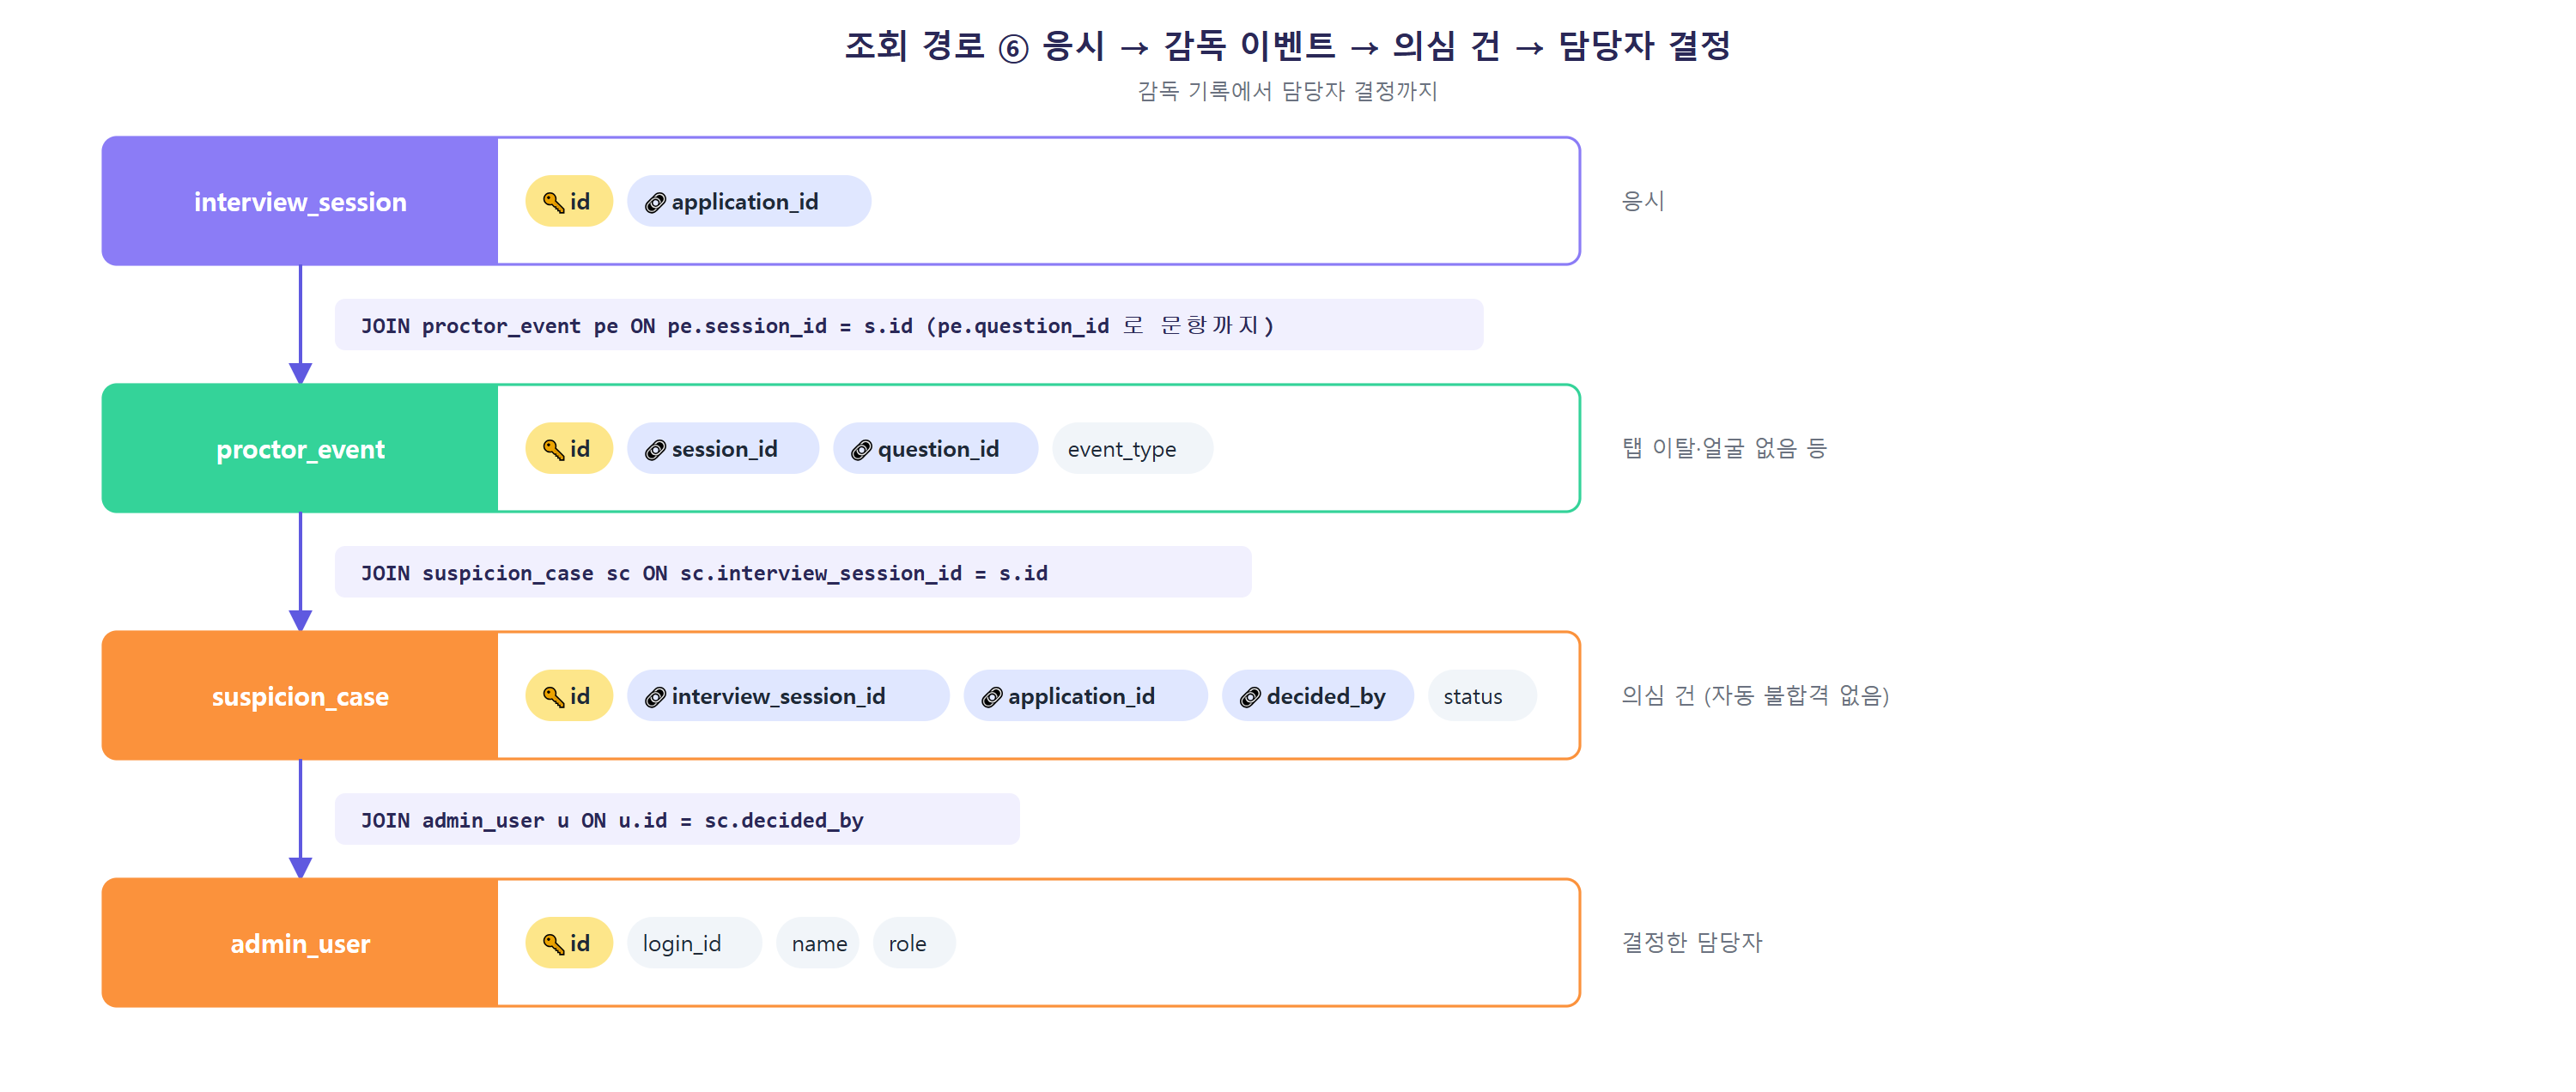 조회 경로 ⑥ 응시 → 감독 이벤트 → 의심 건 → 담당자 결정
감독 기록에서 담당자 결정까지
interview_session
id
application_id
응시
JOIN proctor_event pe ON pe.session_id = s.id (pe.question_id 로 문항까지)
proctor_event
id
session_id
question_id
event_type
탭 이탈·얼굴 없음 등
JOIN suspicion_case sc ON sc.interview_session_id = s.id
suspicion_case
id
interview_session_id
application_id
decided_by
status
의심 건 (자동 불합격 없음)
JOIN admin_user u ON u.id = sc.decided_by
admin_user
id
login_id
name
role
결정한 담당자